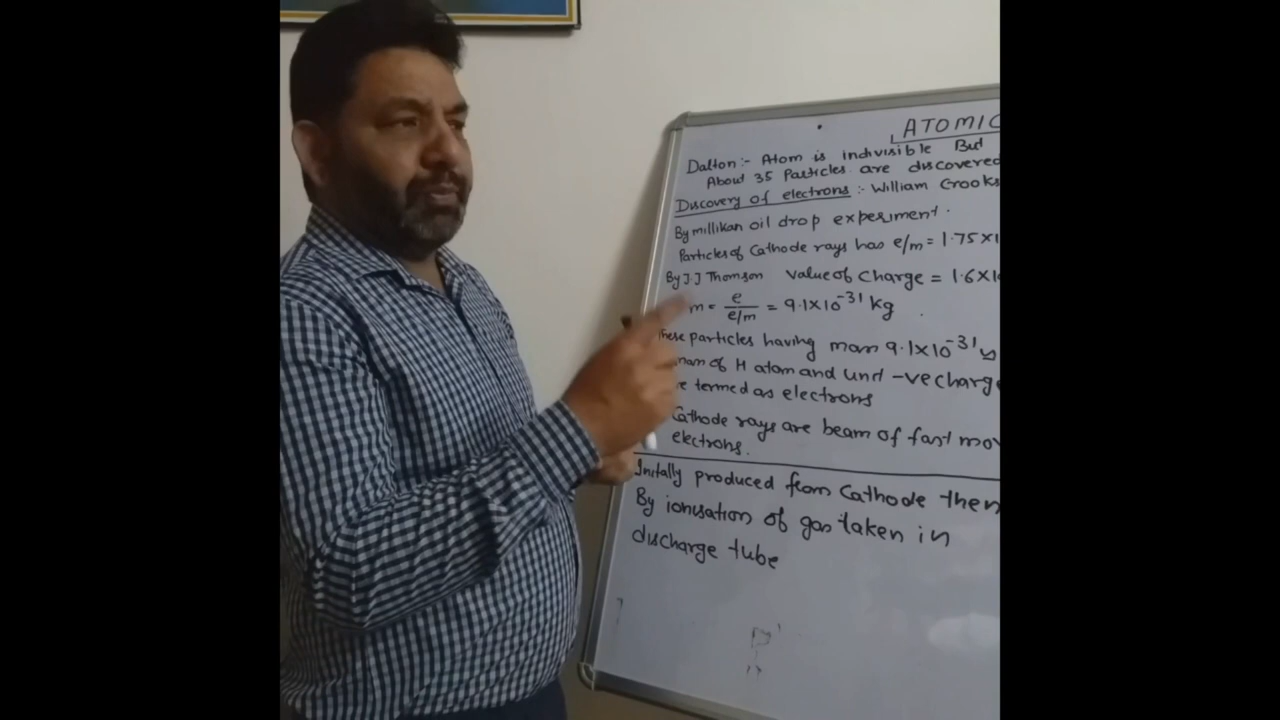 ATOMIC
Dalton :- Atom is indivisible But
About 35 Particles are discovered
Discovery of electrons :- William Crooks
By millikan oil drop experiment.
Particles of Cathode rays has e/m = 1.75×1
By J.J Thomson value of charge = 1.6×10
m = e / e/m = 9.1×10⁻³¹ kg
these particles having mass 9.1×10⁻³¹
mass of H atom and unit -ve charge
termed as electrons
Cathode rays are beam of fast mov
electrons.
Initally produced from Cathode then
By ionisation of gas taken in
discharge tube